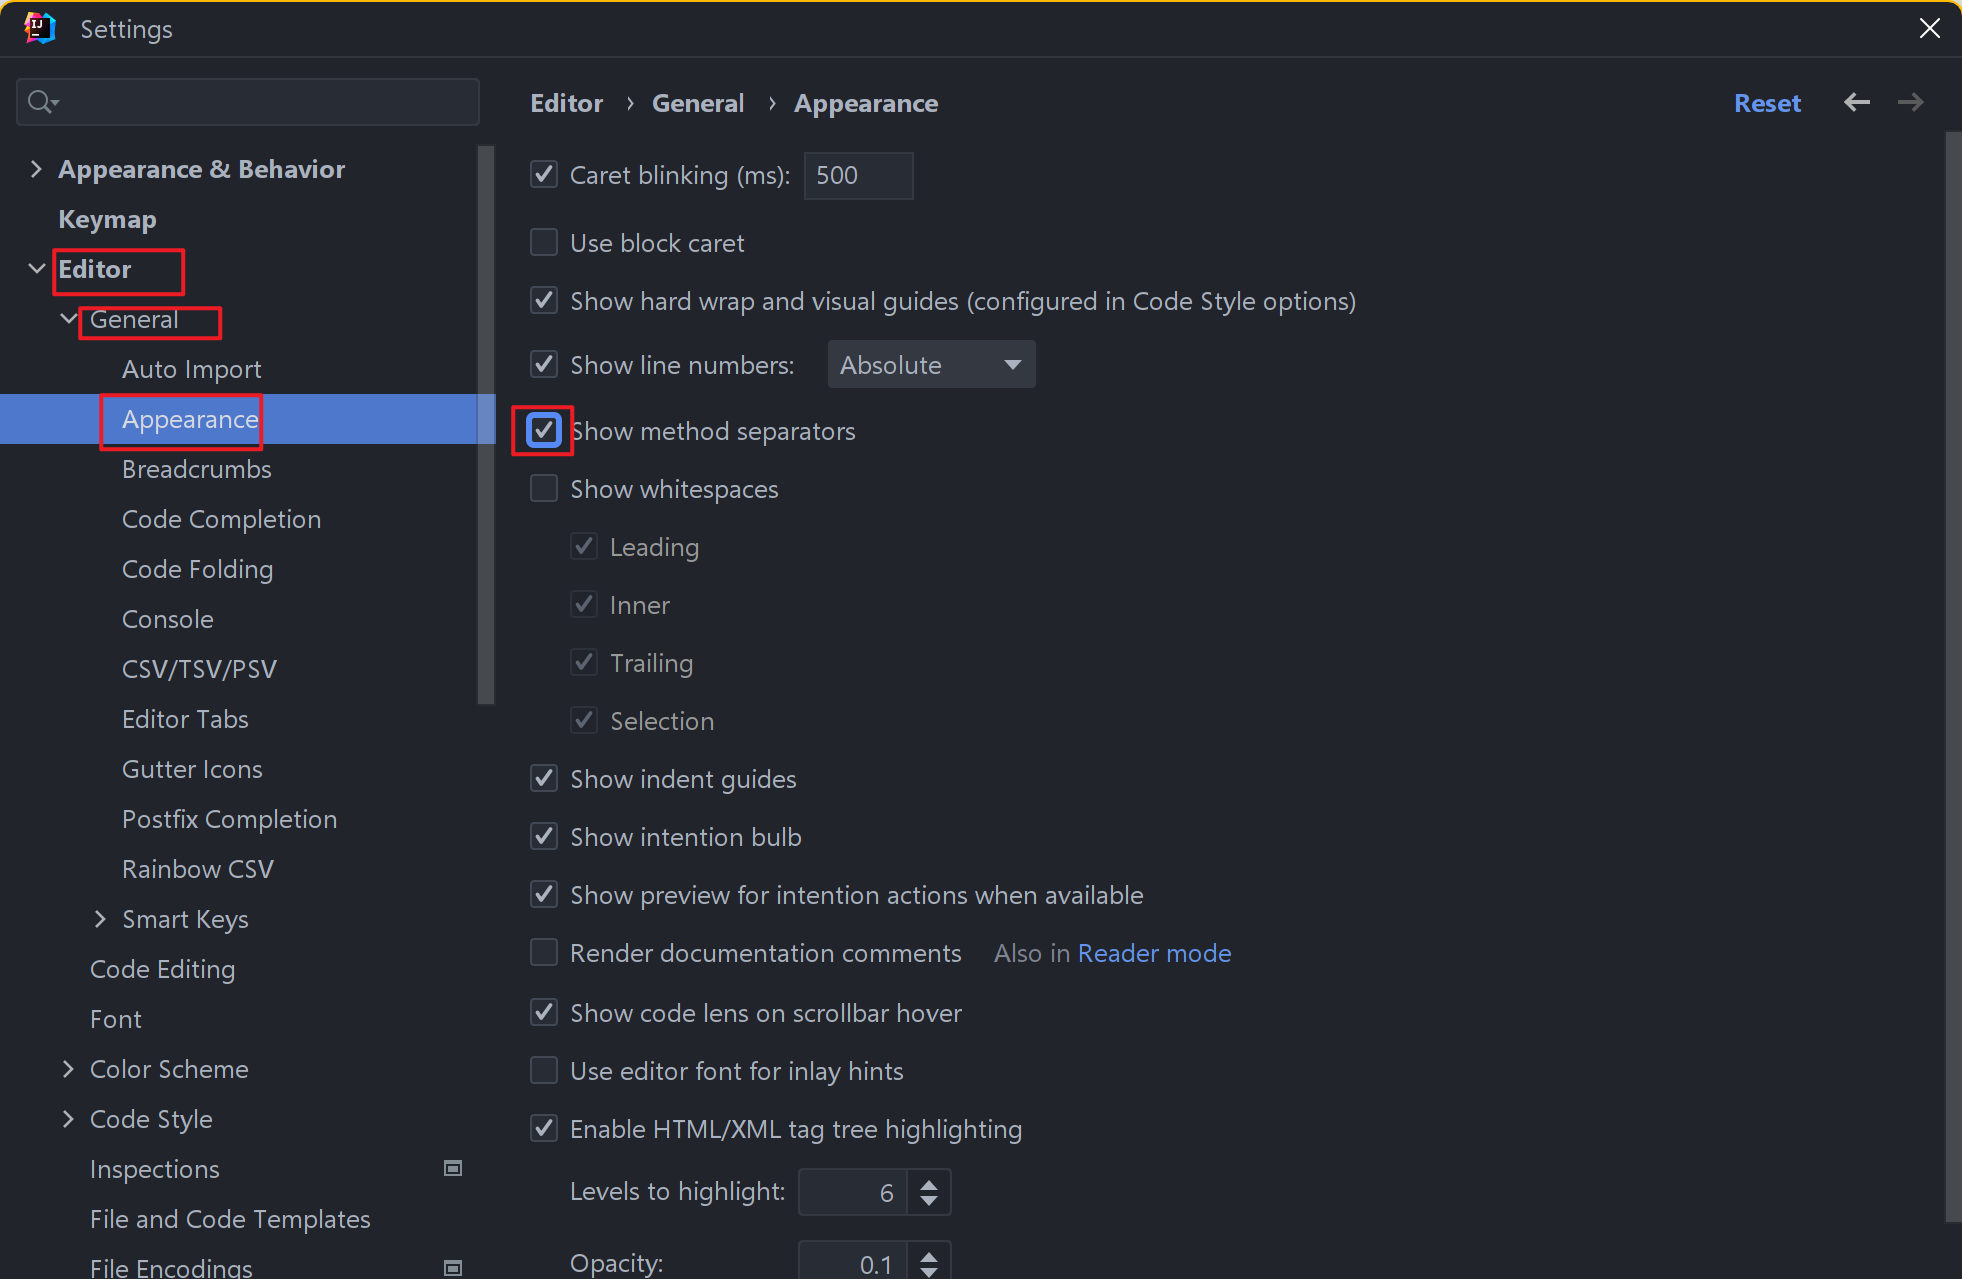 IJ
Settings
Appearance & Behavior
Keymap
Editor
General
Auto Import
Appearance
Breadcrumbs
Code Completion
Code Folding
Console
CSV/TSV/PSV
Editor Tabs
Gutter Icons
Postfix Completion
Rainbow CSV
Smart Keys
Code Editing
Font
Color Scheme
Code Style
Inspections
File and Code Templates
File Encodings
Editor › General › Appearance
Reset
Caret blinking (ms): 500
Use block caret
Show hard wrap and visual guides (configured in Code Style options)
Show line numbers: Absolute
Show method separators
Show whitespaces
Leading
Inner
Trailing
Selection
Show indent guides
Show intention bulb
Show preview for intention actions when available
Render documentation comments Also in Reader mode
Show code lens on scrollbar hover
Use editor font for inlay hints
Enable HTML/XML tag tree highlighting
Levels to highlight: 6
Opacity: 0.1